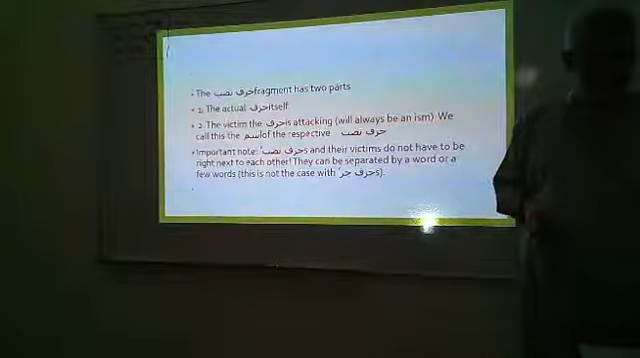 • The حرف نصب fragment has two parts
• 1. The actual حرف itself
• 2. The victim the حرف is attacking (will always be an ism) We
call this the اسم of the respective حرف نصب
• Important note: حرف نصب's and their victims do not have to be
right next to each other! They can be separated by a word or a
few words (this is not the case with حرف جر's).